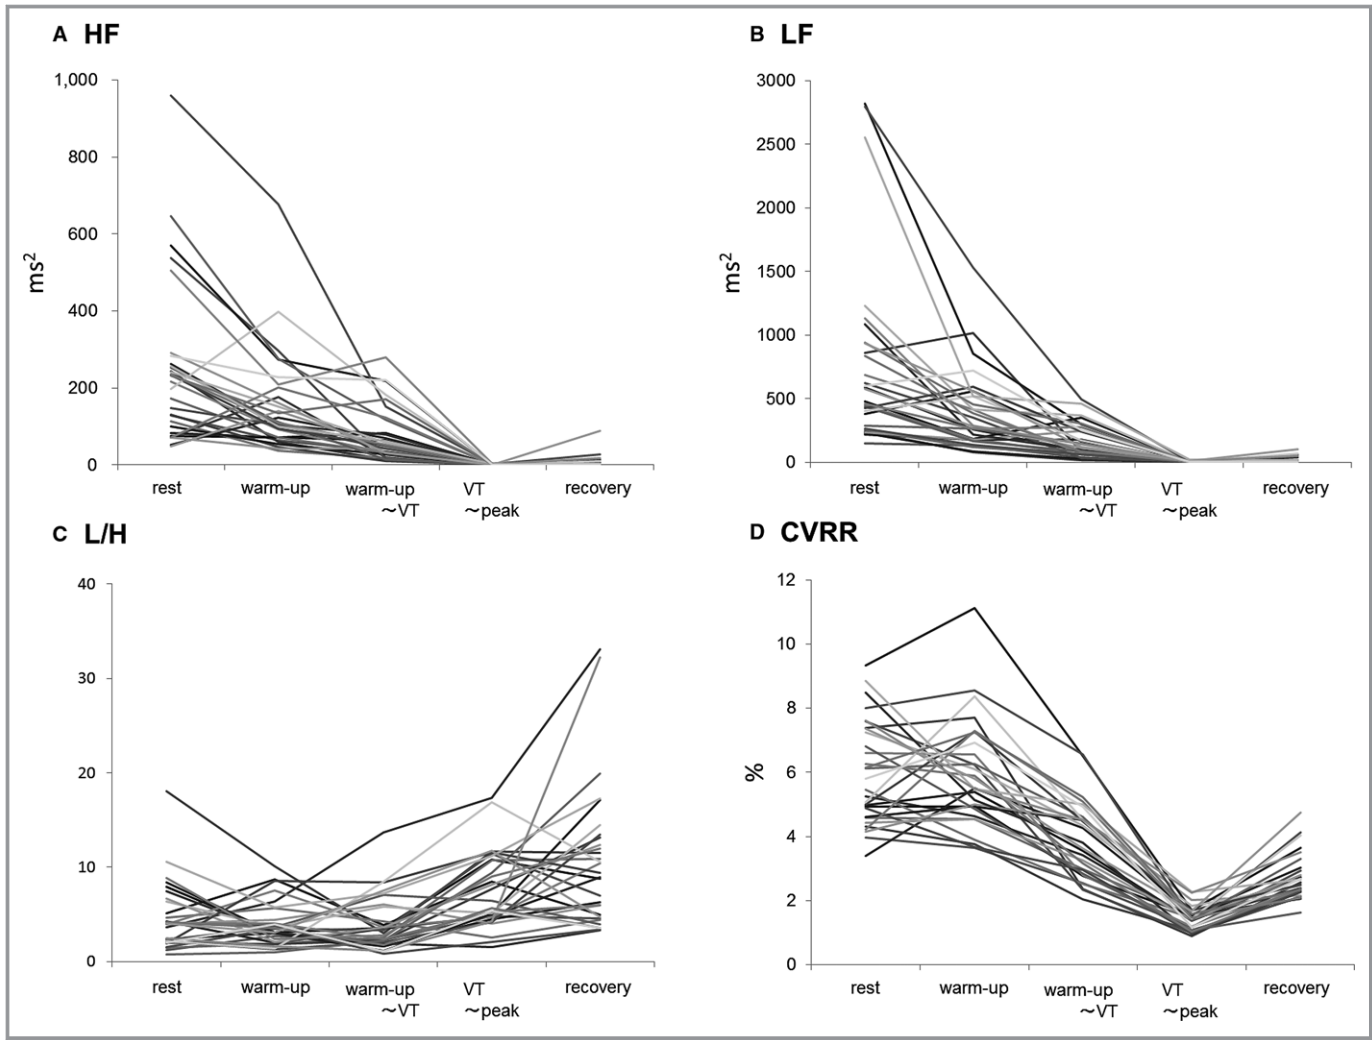 A HF
1,000
800
600
400
200
0
ms²
rest warm-up warm-up ～VT VT ～peak recovery
B LF
3000
2500
2000
1500
1000
500
0
ms²
rest warm-up warm-up ～VT VT ～peak recovery
C L/H
40
30
20
10
0
rest warm-up warm-up ～VT VT ～peak recovery
D CVRR
12
10
8
6
4
2
0
%
rest warm-up warm-up ～VT VT ～peak recovery